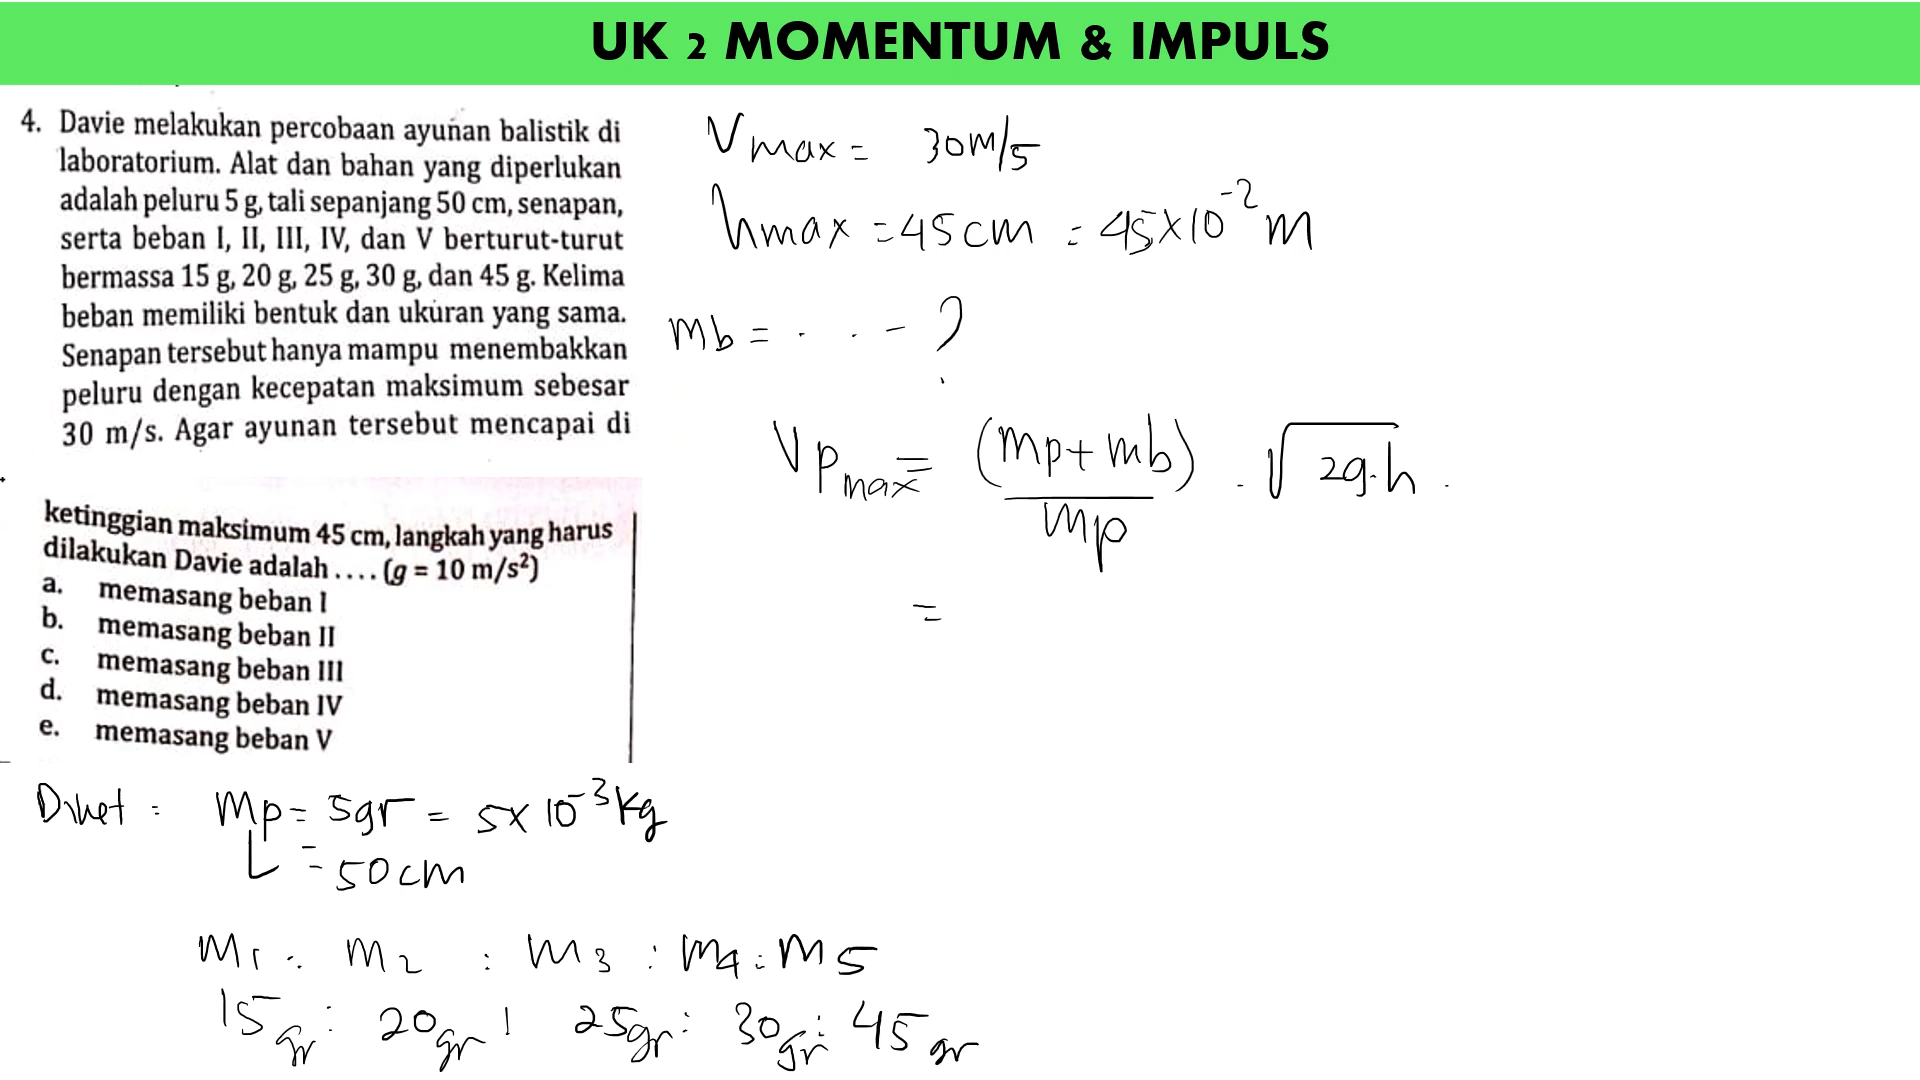 UK 2 MOMENTUM & IMPULS
4. Davie melakukan percobaan ayunan balistik di
laboratorium. Alat dan bahan yang diperlukan
adalah peluru 5 g, tali sepanjang 50 cm, senapan,
serta beban I, II, III, IV, dan V berturut-turut
bermassa 15 g, 20 g, 25 g, 30 g, dan 45 g. Kelima
beban memiliki bentuk dan ukuran yang sama.
Senapan tersebut hanya mampu menembakkan
peluru dengan kecepatan maksimum sebesar
30 m/s. Agar ayunan tersebut mencapai di
ketinggian maksimum 45 cm, langkah yang harus
dilakukan Davie adalah .... (g = 10 m/s²)
a. memasang beban I
b. memasang beban II
c. memasang beban III
d. memasang beban IV
e. memasang beban V
Diket : mp = 5gr = 5 x 10⁻³ kg
L = 50 cm
m1 : m2 : m3 : m4 : m5
15gr : 20gr : 25gr : 30gr : 45gr
Vmax = 30m/s
hmax = 45cm = 45x10⁻² m
mb = . . . - ?
Vpmax = (mp + mb) / mp . √2g.h .
=